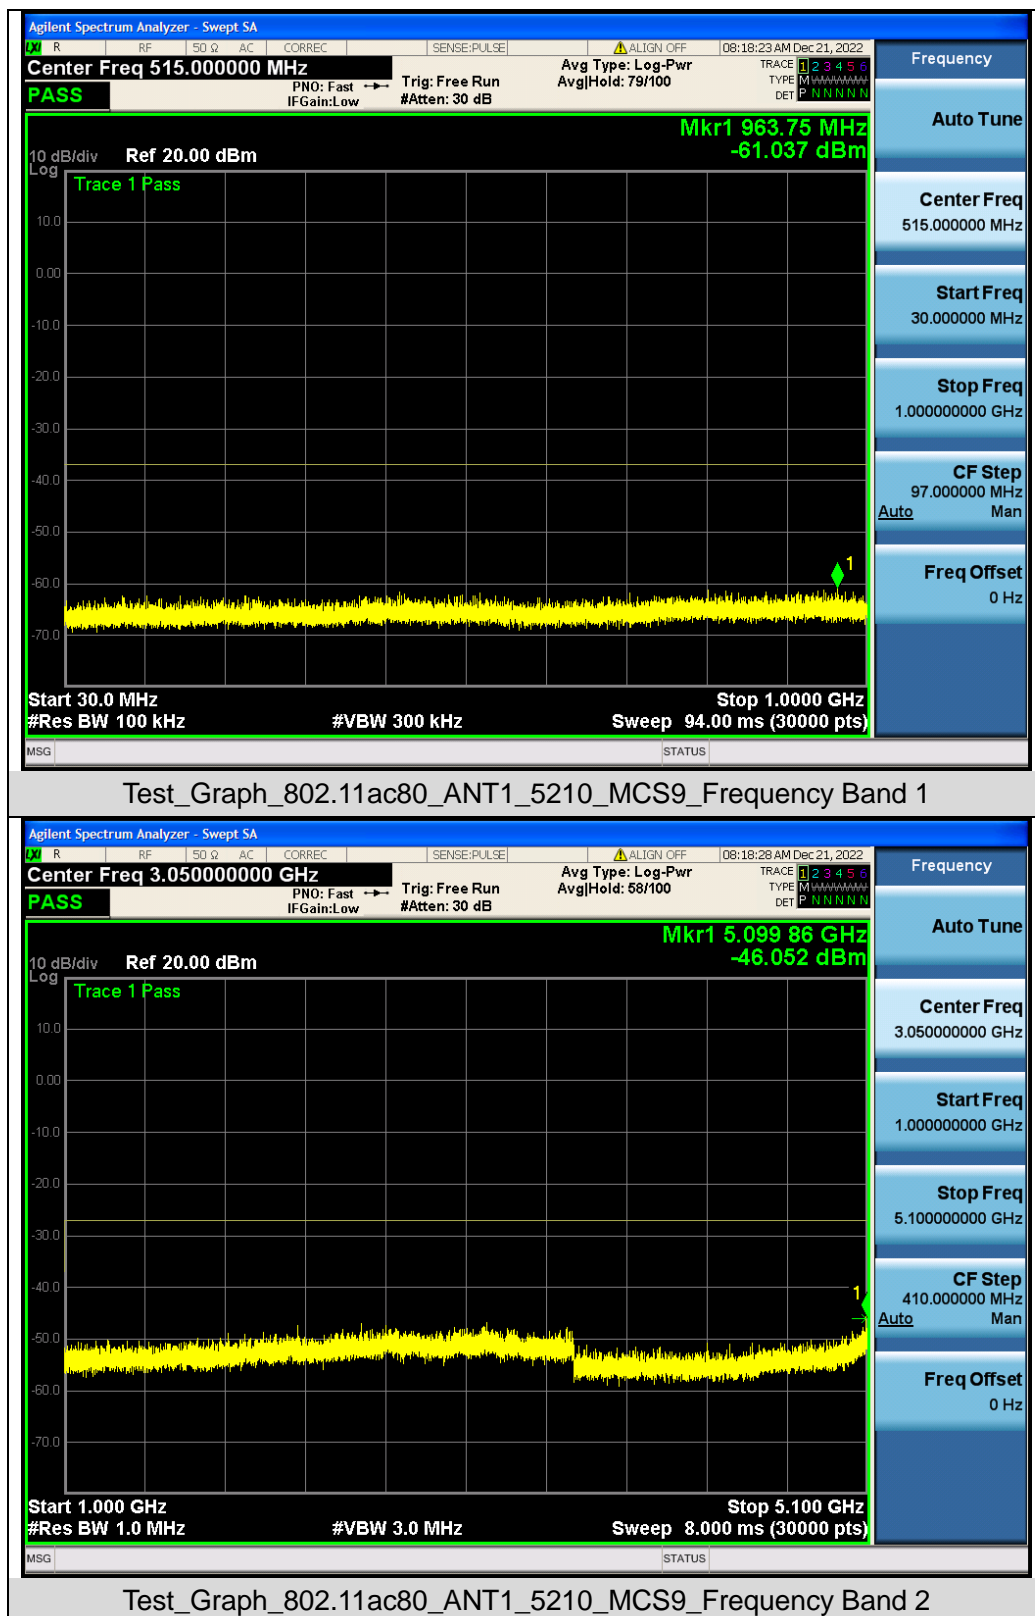 Agilent Spectrum Analyzer - Swept SA
LXI R RF 50 Ω AC CORREC SENSE:PULSE ALIGN OFF 08:18:23 AM Dec 21, 2022
Center Freq 515.000000 MHz
PASS
PNO: Fast
IFGain:Low
Trig: Free Run
#Atten: 30 dB
Avg Type: Log-Pwr
Avg|Hold: 79/100
TRACE 1 2 3 4 5 6
TYPE M WWWWW
DET P N N N N N
Mkr1 963.75 MHz
-61.037 dBm
10 dB/div Ref 20.00 dBm
Log
Trace 1 Pass
10.0
0.00
-10.0
-20.0
-30.0
-40.0
-50.0
-60.0
-70.0
1
Start 30.0 MHz Stop 1.0000 GHz
#Res BW 100 kHz #VBW 300 kHz Sweep 94.00 ms (30000 pts)
MSG STATUS
Frequency
Auto Tune
Center Freq
515.000000 MHz
Start Freq
30.000000 MHz
Stop Freq
1.000000000 GHz
CF Step
97.000000 MHz
Auto Man
Freq Offset
0 Hz
Test_Graph_802.11ac80_ANT1_5210_MCS9_Frequency Band 1
Agilent Spectrum Analyzer - Swept SA
LXI R RF 50 Ω AC CORREC SENSE:PULSE ALIGN OFF 08:18:28 AM Dec 21, 2022
Center Freq 3.050000000 GHz
PASS
PNO: Fast
IFGain:Low
Trig: Free Run
#Atten: 30 dB
Avg Type: Log-Pwr
Avg|Hold: 58/100
TRACE 1 2 3 4 5 6
TYPE M WWWWW
DET P N N N N N
Mkr1 5.099 86 GHz
-46.052 dBm
10 dB/div Ref 20.00 dBm
Log
Trace 1 Pass
10.0
0.00
-10.0
-20.0
-30.0
-40.0
-50.0
-60.0
-70.0
1
Start 1.000 GHz Stop 5.100 GHz
#Res BW 1.0 MHz #VBW 3.0 MHz Sweep 8.000 ms (30000 pts)
MSG STATUS
Frequency
Auto Tune
Center Freq
3.050000000 GHz
Start Freq
1.000000000 GHz
Stop Freq
5.100000000 GHz
CF Step
410.000000 MHz
Auto Man
Freq Offset
0 Hz
Test_Graph_802.11ac80_ANT1_5210_MCS9_Frequency Band 2